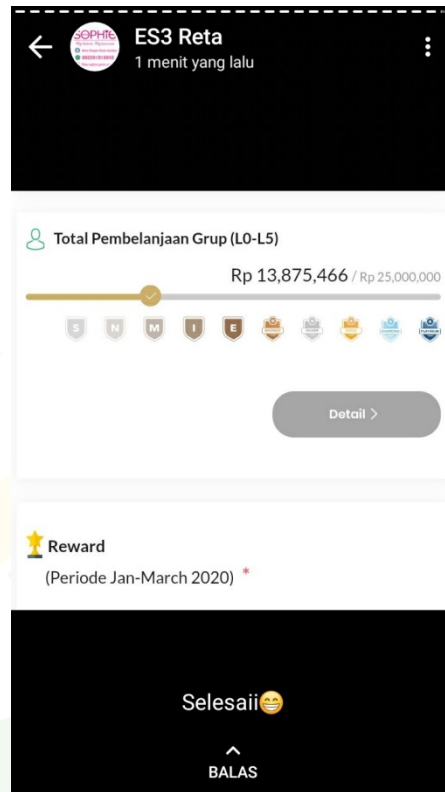 SOPHIE
ES3 Reta
1 menit yang lalu
Total Pembelanjaan Grup (L0-L5)
Rp 13,875,466 / Rp 25,000,000
S N M I E
Detail >
Reward
(Periode Jan-March 2020) *
Selesaii😁
BALAS